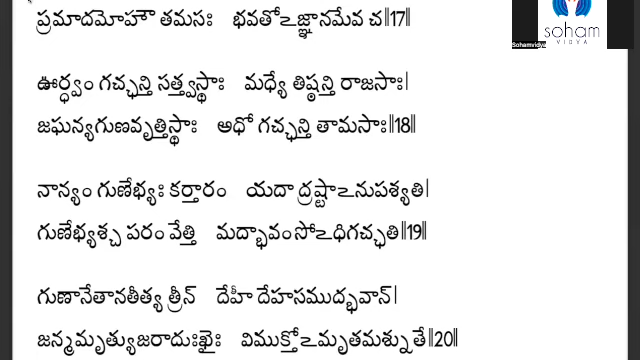 ప్రమాదమోహౌ తమసః భవతోఽజ్ఞానమేవ చ‖17‖
ఊర్ధ్వం గచ్ఛన్తి సత్త్వస్థాః మధ్యే తిష్ఠన్తి రాజసాః|
జఘన్యగుణవృత్తిస్థాః అధో గచ్ఛన్తి తామసాః‖18‖
నాన్యం గుణేభ్యః కర్తారం యదా ద్రష్టాఽనుపశ్యతి|
గుణేభ్యశ్చ పరం వేత్తి మద్భావంసోఽధిగచ్ఛతి‖19‖
గుణానేతానతీత్య త్రీన్ దేహీ దేహసముద్భవాన్|
జన్మమృత్యుజరాదుఃఖైః విముక్తోఽమృతమశ్నుతే‖20‖
soham
VIDYA
Sohamvidya